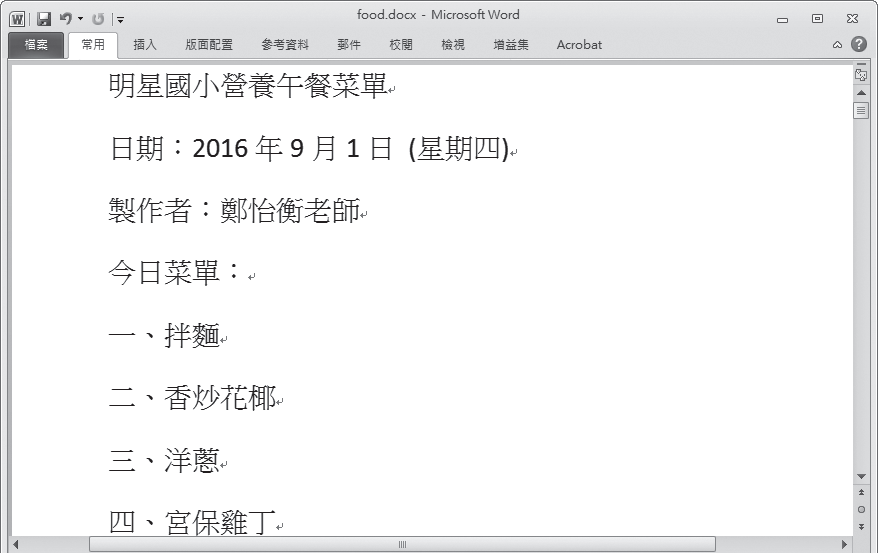 food.docx - Microsoft Word
檔案 常用 插入 版面配置 參考資料 郵件 校閱 檢視 增益集 Acrobat
明星國小營養午餐菜單
日期：2016 年 9 月 1 日 (星期四)
製作者：鄭怡衡老師
今日菜單：
一、拌麵
二、香炒花椰
三、洋蔥
四、宮保雞丁